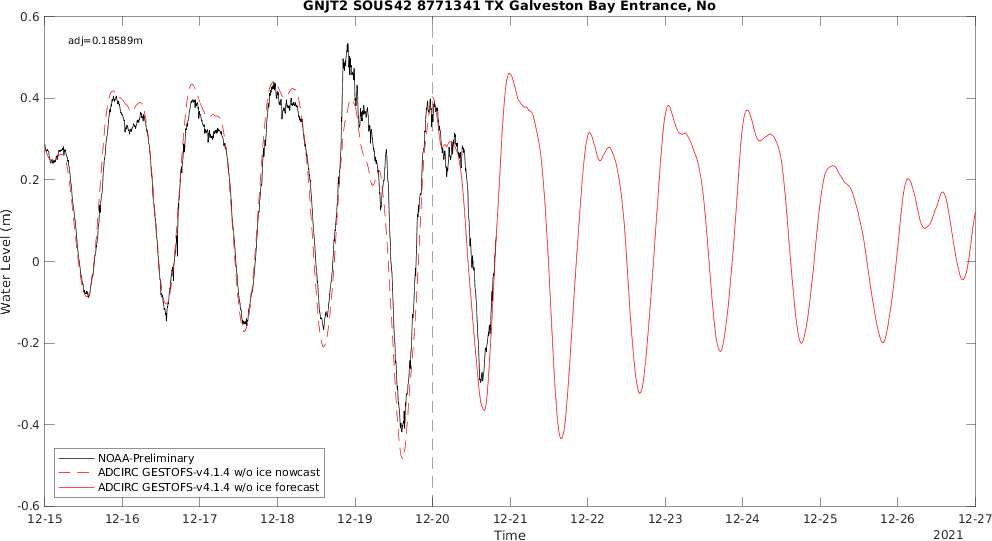 GNJT2 SOUS42 8771341 TX Galveston Bay Entrance, No
adj=0.18589m
0.6
0.4
0.2
0
-0.2
-0.4
-0.6
Water Level (m)
NOAA-Preliminary
ADCIRC GESTOFS-v4.1.4 w/o ice nowcast
ADCIRC GESTOFS-v4.1.4 w/o ice forecast
12-15 12-16 12-17 12-18 12-19 12-20 12-21 12-22 12-23 12-24 12-25 12-26 12-27
Time
2021